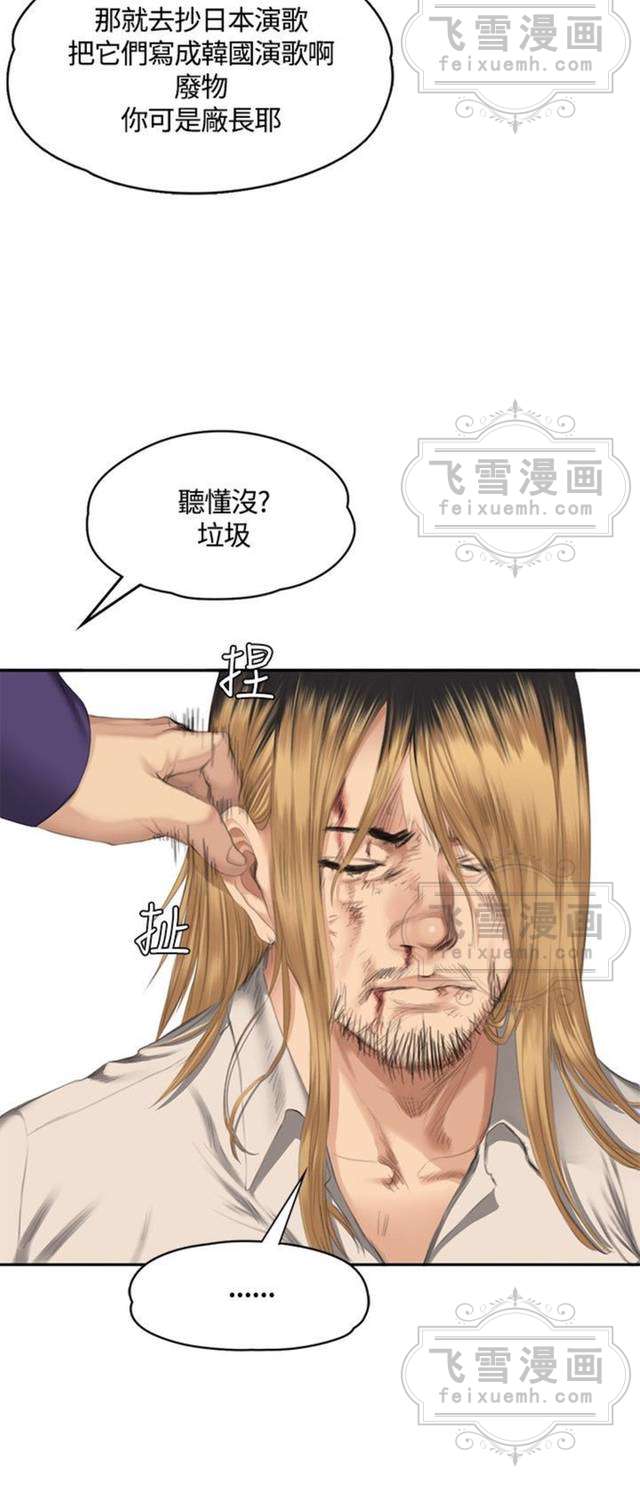 那就去抄日本演歌
把它們寫成韓國演歌啊
廢物
你可是廠長耶
飞雪漫画
feixuemh.com
飞雪漫画
feixuemh.com
聽懂沒?
垃圾
捏
扯
飞雪漫画
feixuemh.com
······
飞雪漫画
feixuemh.com